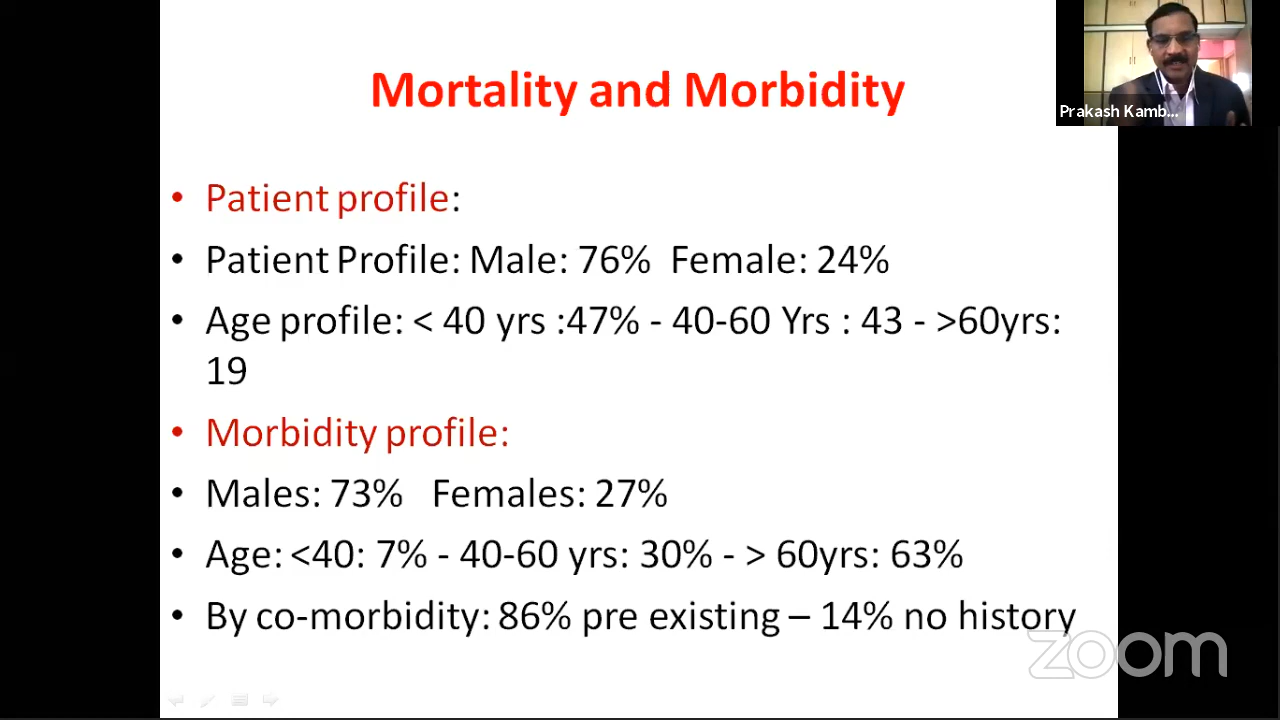 Mortality and Morbidity
Prakash Kamb...
• Patient profile:
• Patient Profile: Male: 76% Female: 24%
• Age profile: < 40 yrs :47% - 40-60 Yrs : 43 - >60yrs:
19
• Morbidity profile:
• Males: 73% Females: 27%
• Age: <40: 7% - 40-60 yrs: 30% - > 60yrs: 63%
• By co-morbidity: 86% pre existing – 14% no history
zoom